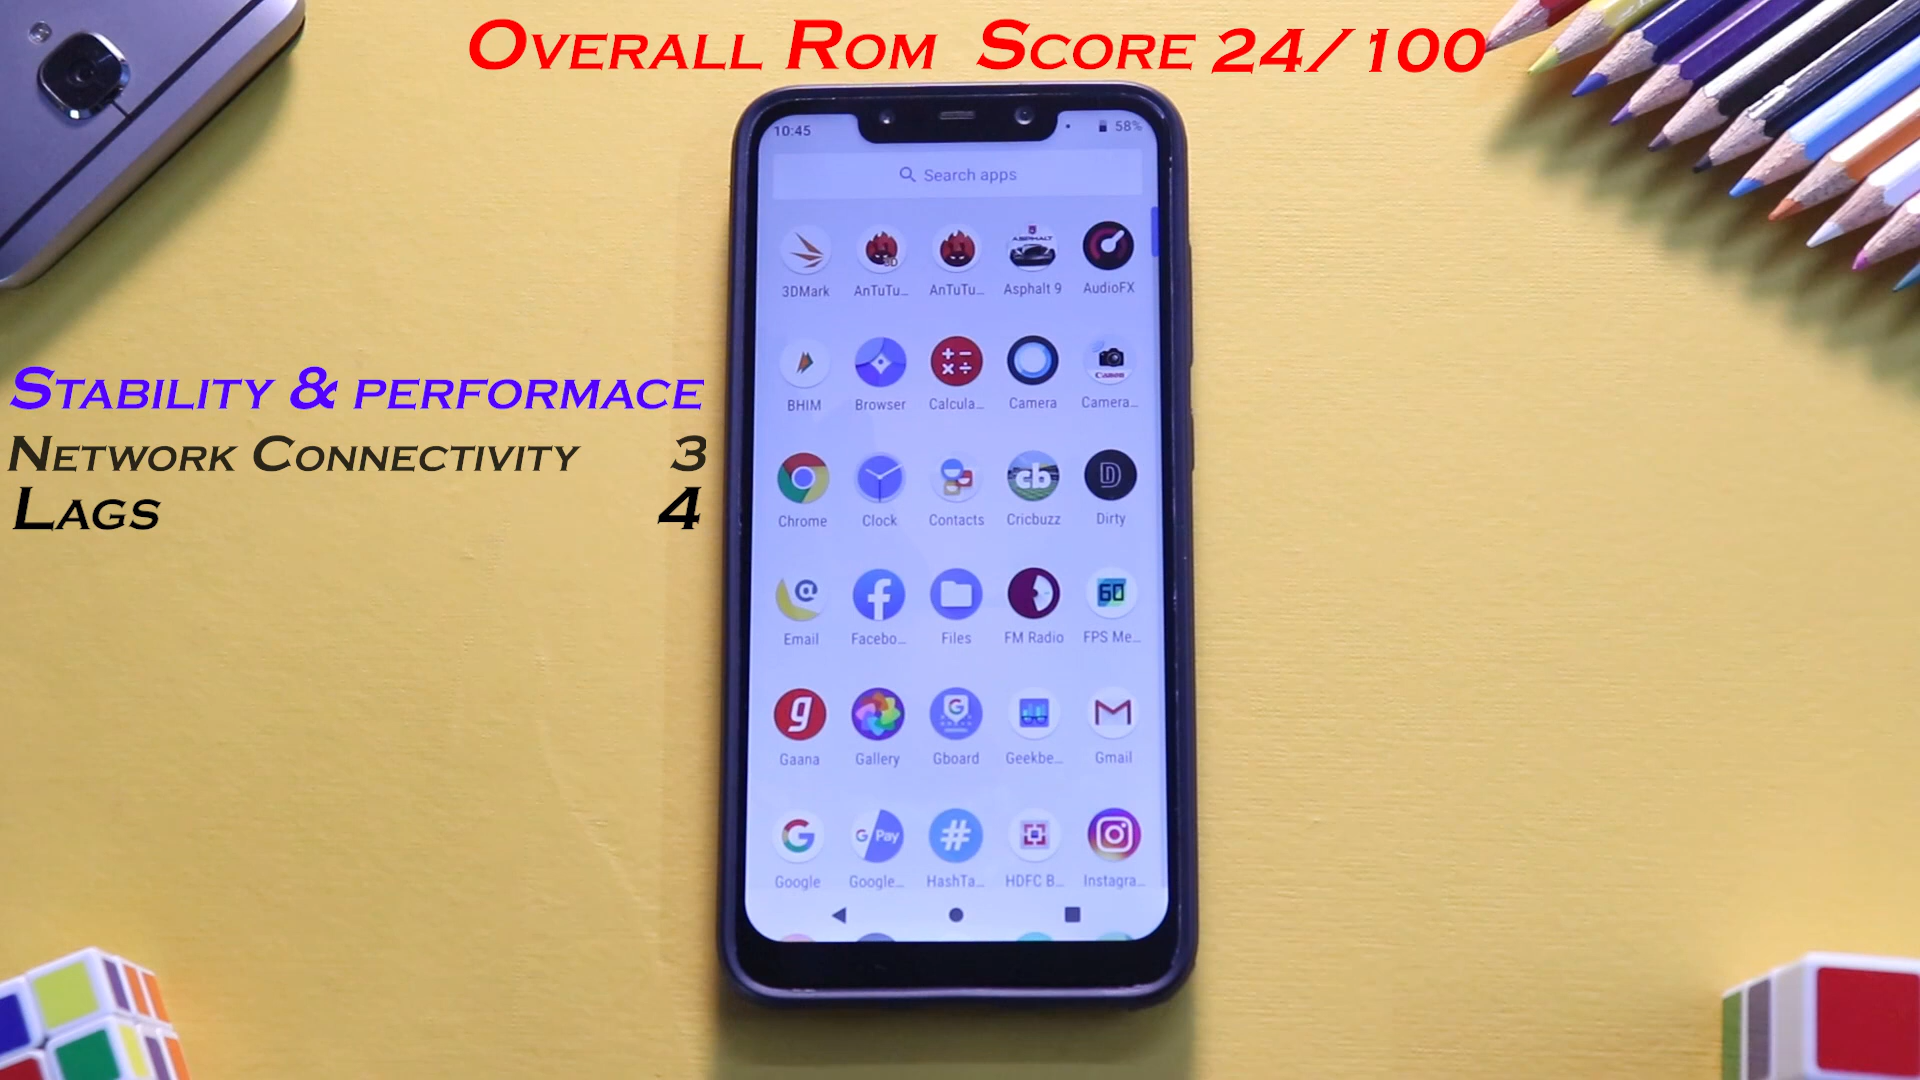 Overall Rom Score 24/100
10:45
58%
Search apps
3DMark AnTuTu... AnTuTu... Asphalt 9 AudioFX
BHIM Browser Calcula... Camera Camera...
Stability & performace
Network Connectivity 3
Lags 4
Chrome Clock Contacts Cricbuzz Dirty
Email Facebo... Files FM Radio FPS Me...
Gaana Gallery Gboard Geekbe... Gmail
Google Google... HashTa... HDFC B... Instagra...